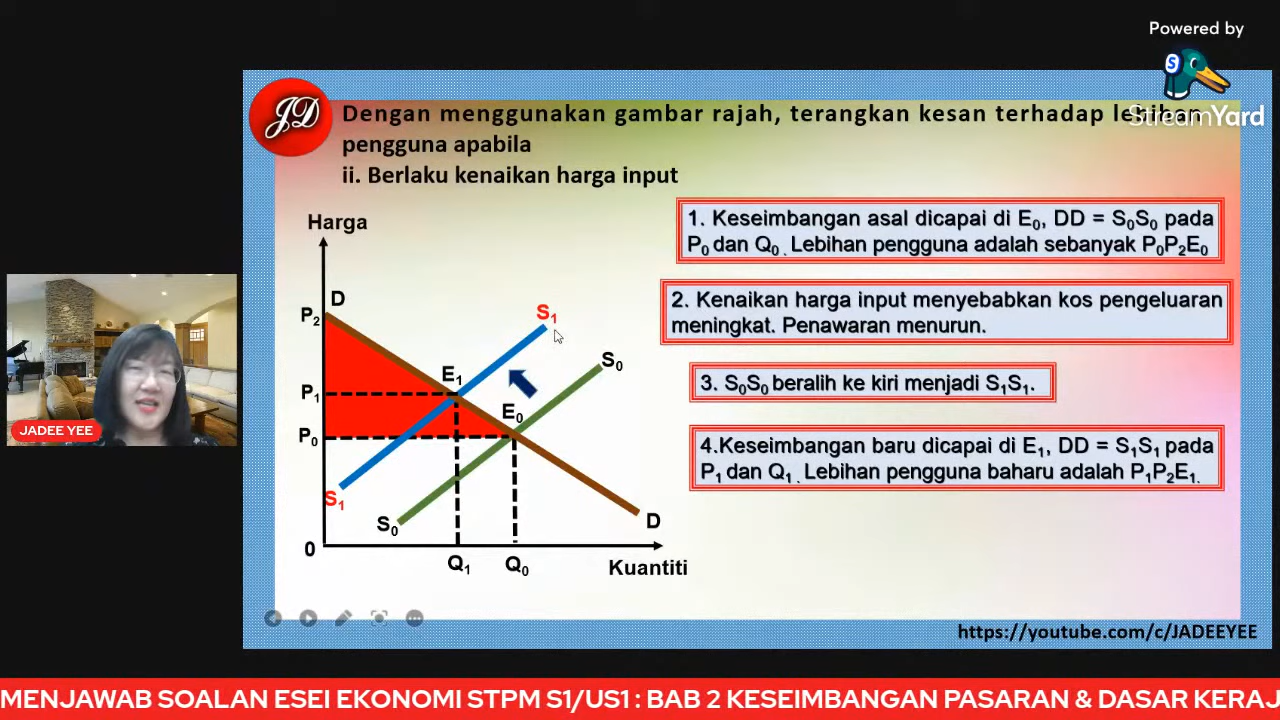 Powered by
S
StreamYard
JD
Dengan menggunakan gambar rajah, terangkan kesan terhadap lebihan
pengguna apabila
ii. Berlaku kenaikan harga input
Harga
D
P₂
S₁
S₀
E₁
P₁
E₀
P₀
S₁
S₀
D
0
Q₁
Q₀
Kuantiti
1. Keseimbangan asal dicapai di E₀, DD = S₀S₀ pada
P₀ dan Q₀ . Lebihan pengguna adalah sebanyak P₀P₂E₀
2. Kenaikan harga input menyebabkan kos pengeluaran
meningkat. Penawaran menurun.
3. S₀S₀ beralih ke kiri menjadi S₁S₁.
4.Keseimbangan baru dicapai di E₁, DD = S₁S₁ pada
P₁ dan Q₁ . Lebihan pengguna baharu adalah P₁P₂E₁.
JADEE YEE
https://youtube.com/c/JADEEYEE
MENJAWAB SOALAN ESEI EKONOMI STPM S1/US1 : BAB 2 KESEIMBANGAN PASARAN & DASAR KERAJ